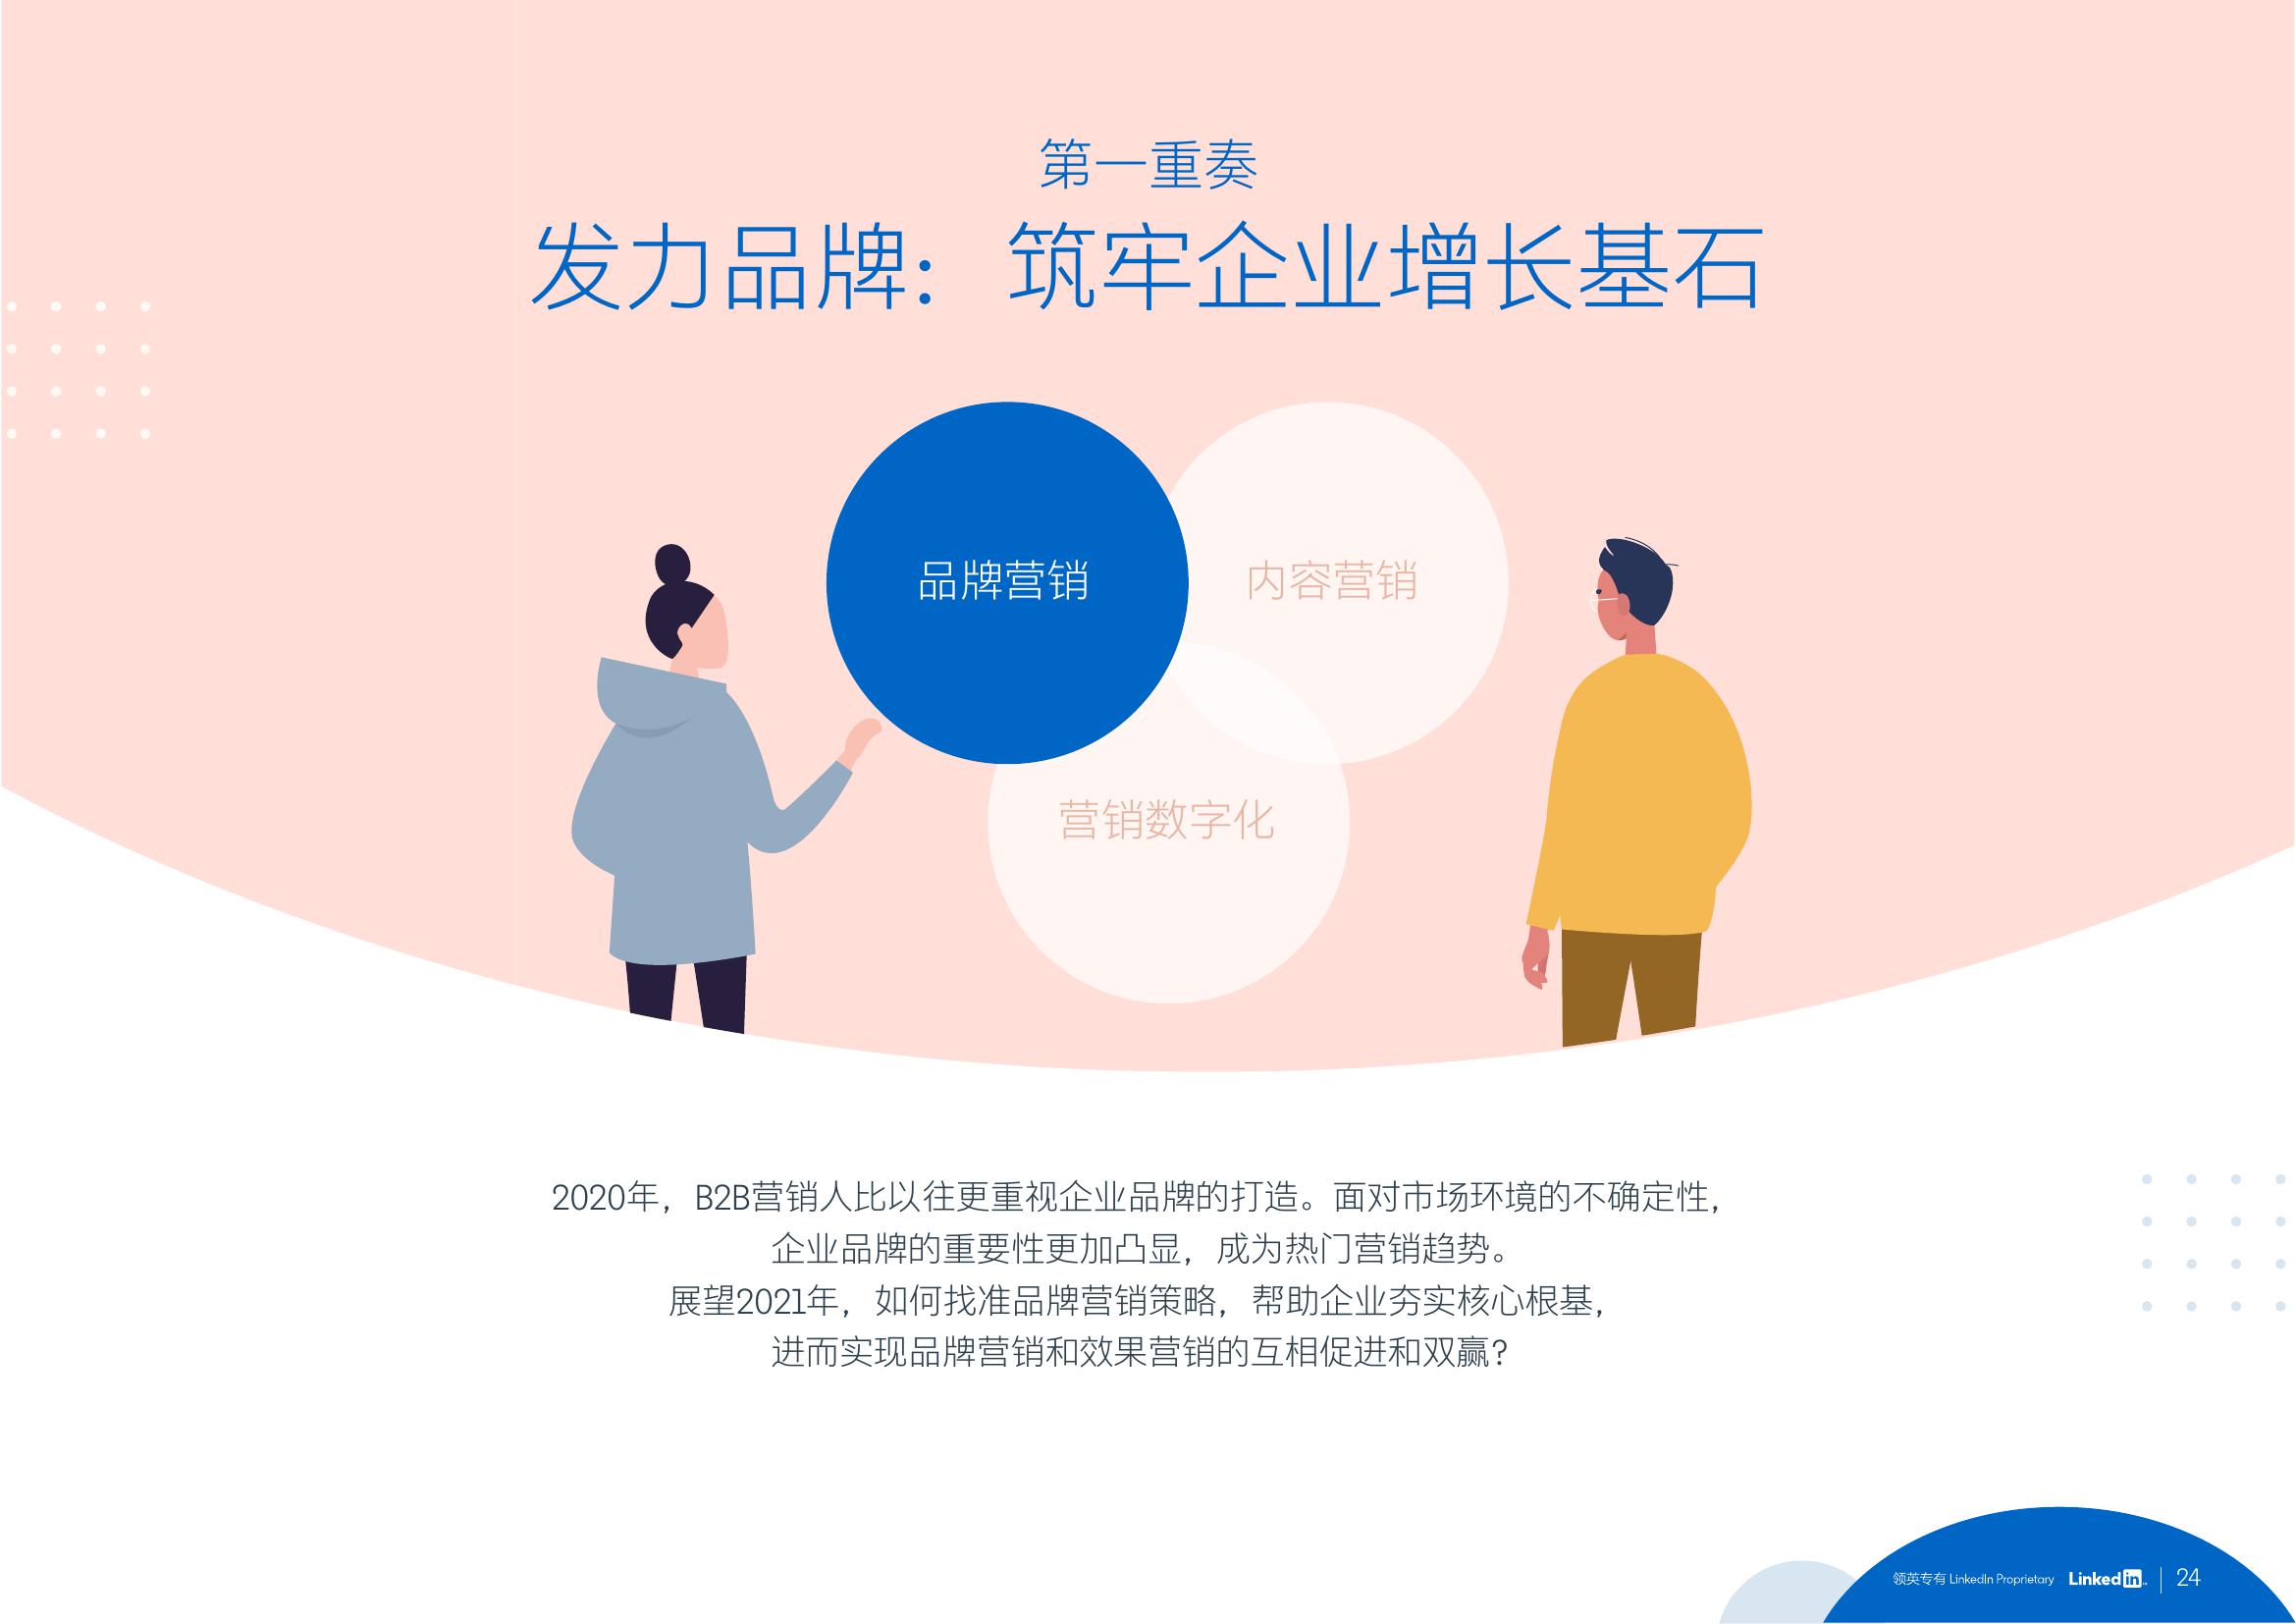 第一重奏
发力品牌：筑牢企业增长基石
品牌营销
内容营销
营销数字化
2020年，B2B营销人比以往更重视企业品牌的打造。面对市场环境的不确定性，
企业品牌的重要性更加凸显，成为热门营销趋势。
展望2021年，如何找准品牌营销策略，帮助企业夯实核心根基，
进而实现品牌营销和效果营销的互相促进和双赢？
领英专有 LinkedIn Proprietary LinkedIn 24